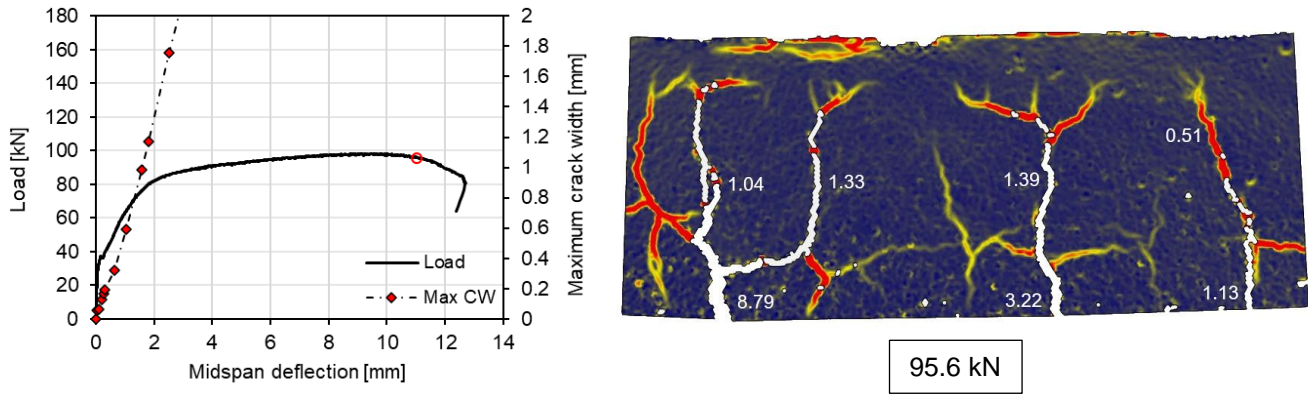 180
160
140
120
100
80
60
40
20
0
Load [kN]
2
1.8
1.6
1.4
1.2
1
0.8
0.6
0.4
0.2
0
Maximum crack width [mm]
Load
Max CW
0 2 4 6 8 10 12 14
Midspan deflection [mm]
0.51
1.04 1.33 1.39
8.79 3.22 1.13
95.6 kN